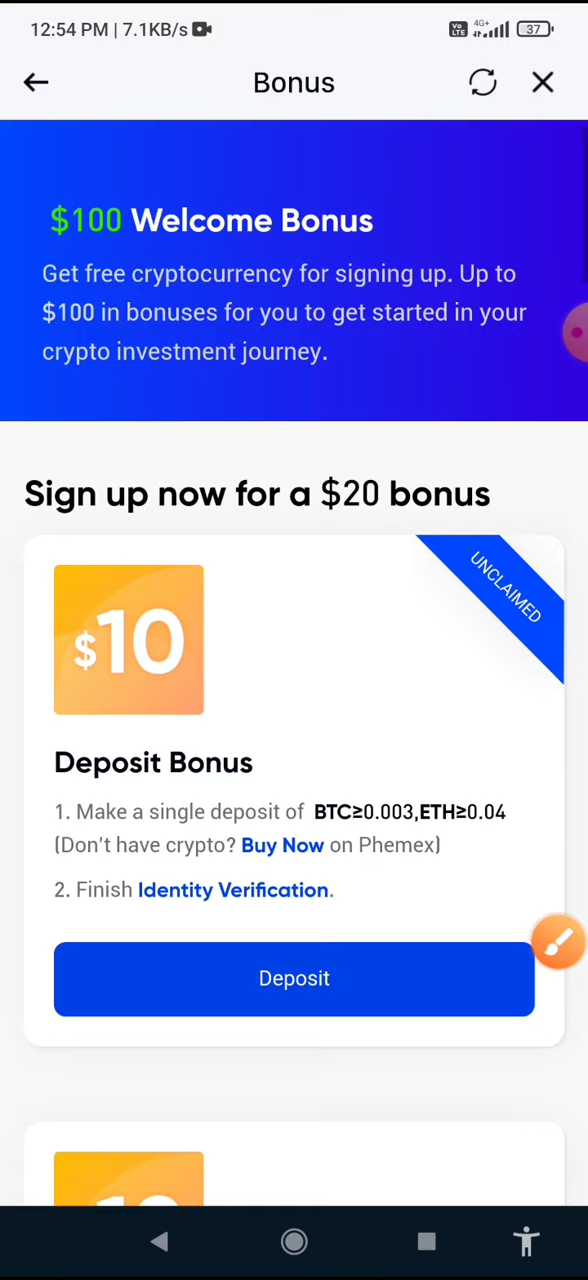 12:54 PM | 7.1KB/s
Vo LTE 4G+ 37
Bonus
$100 Welcome Bonus
Get free cryptocurrency for signing up. Up to
$100 in bonuses for you to get started in your
crypto investment journey.
Sign up now for a $20 bonus
UNCLAIMED
$10
Deposit Bonus
1. Make a single deposit of BTC≥0.003,ETH≥0.04
(Don't have crypto? Buy Now on Phemex)
2. Finish Identity Verification.
Deposit